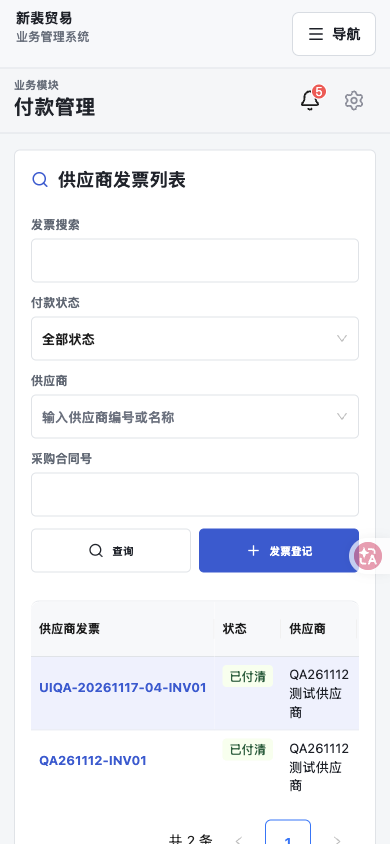 新裴贸易
业务管理系统
导航
业务模块
付款管理
5
供应商发票列表
发票搜索
付款状态
全部状态
供应商
输入供应商编号或名称
采购合同号
查询
发票登记
供应商发票 状态 供应商
UIQA-20261117-04-INV01 已付清 QA261112
测试供应
商
QA261112-INV01 已付清 QA261112
测试供应
商
共 2 条 1